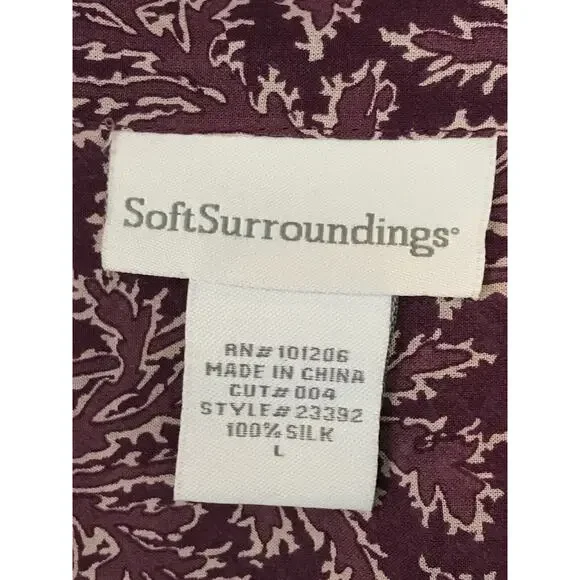 SoftSurroundings®
RN# 101206
MADE IN CHINA
CUT# 004
STYLE# 23392
100% SILK
L